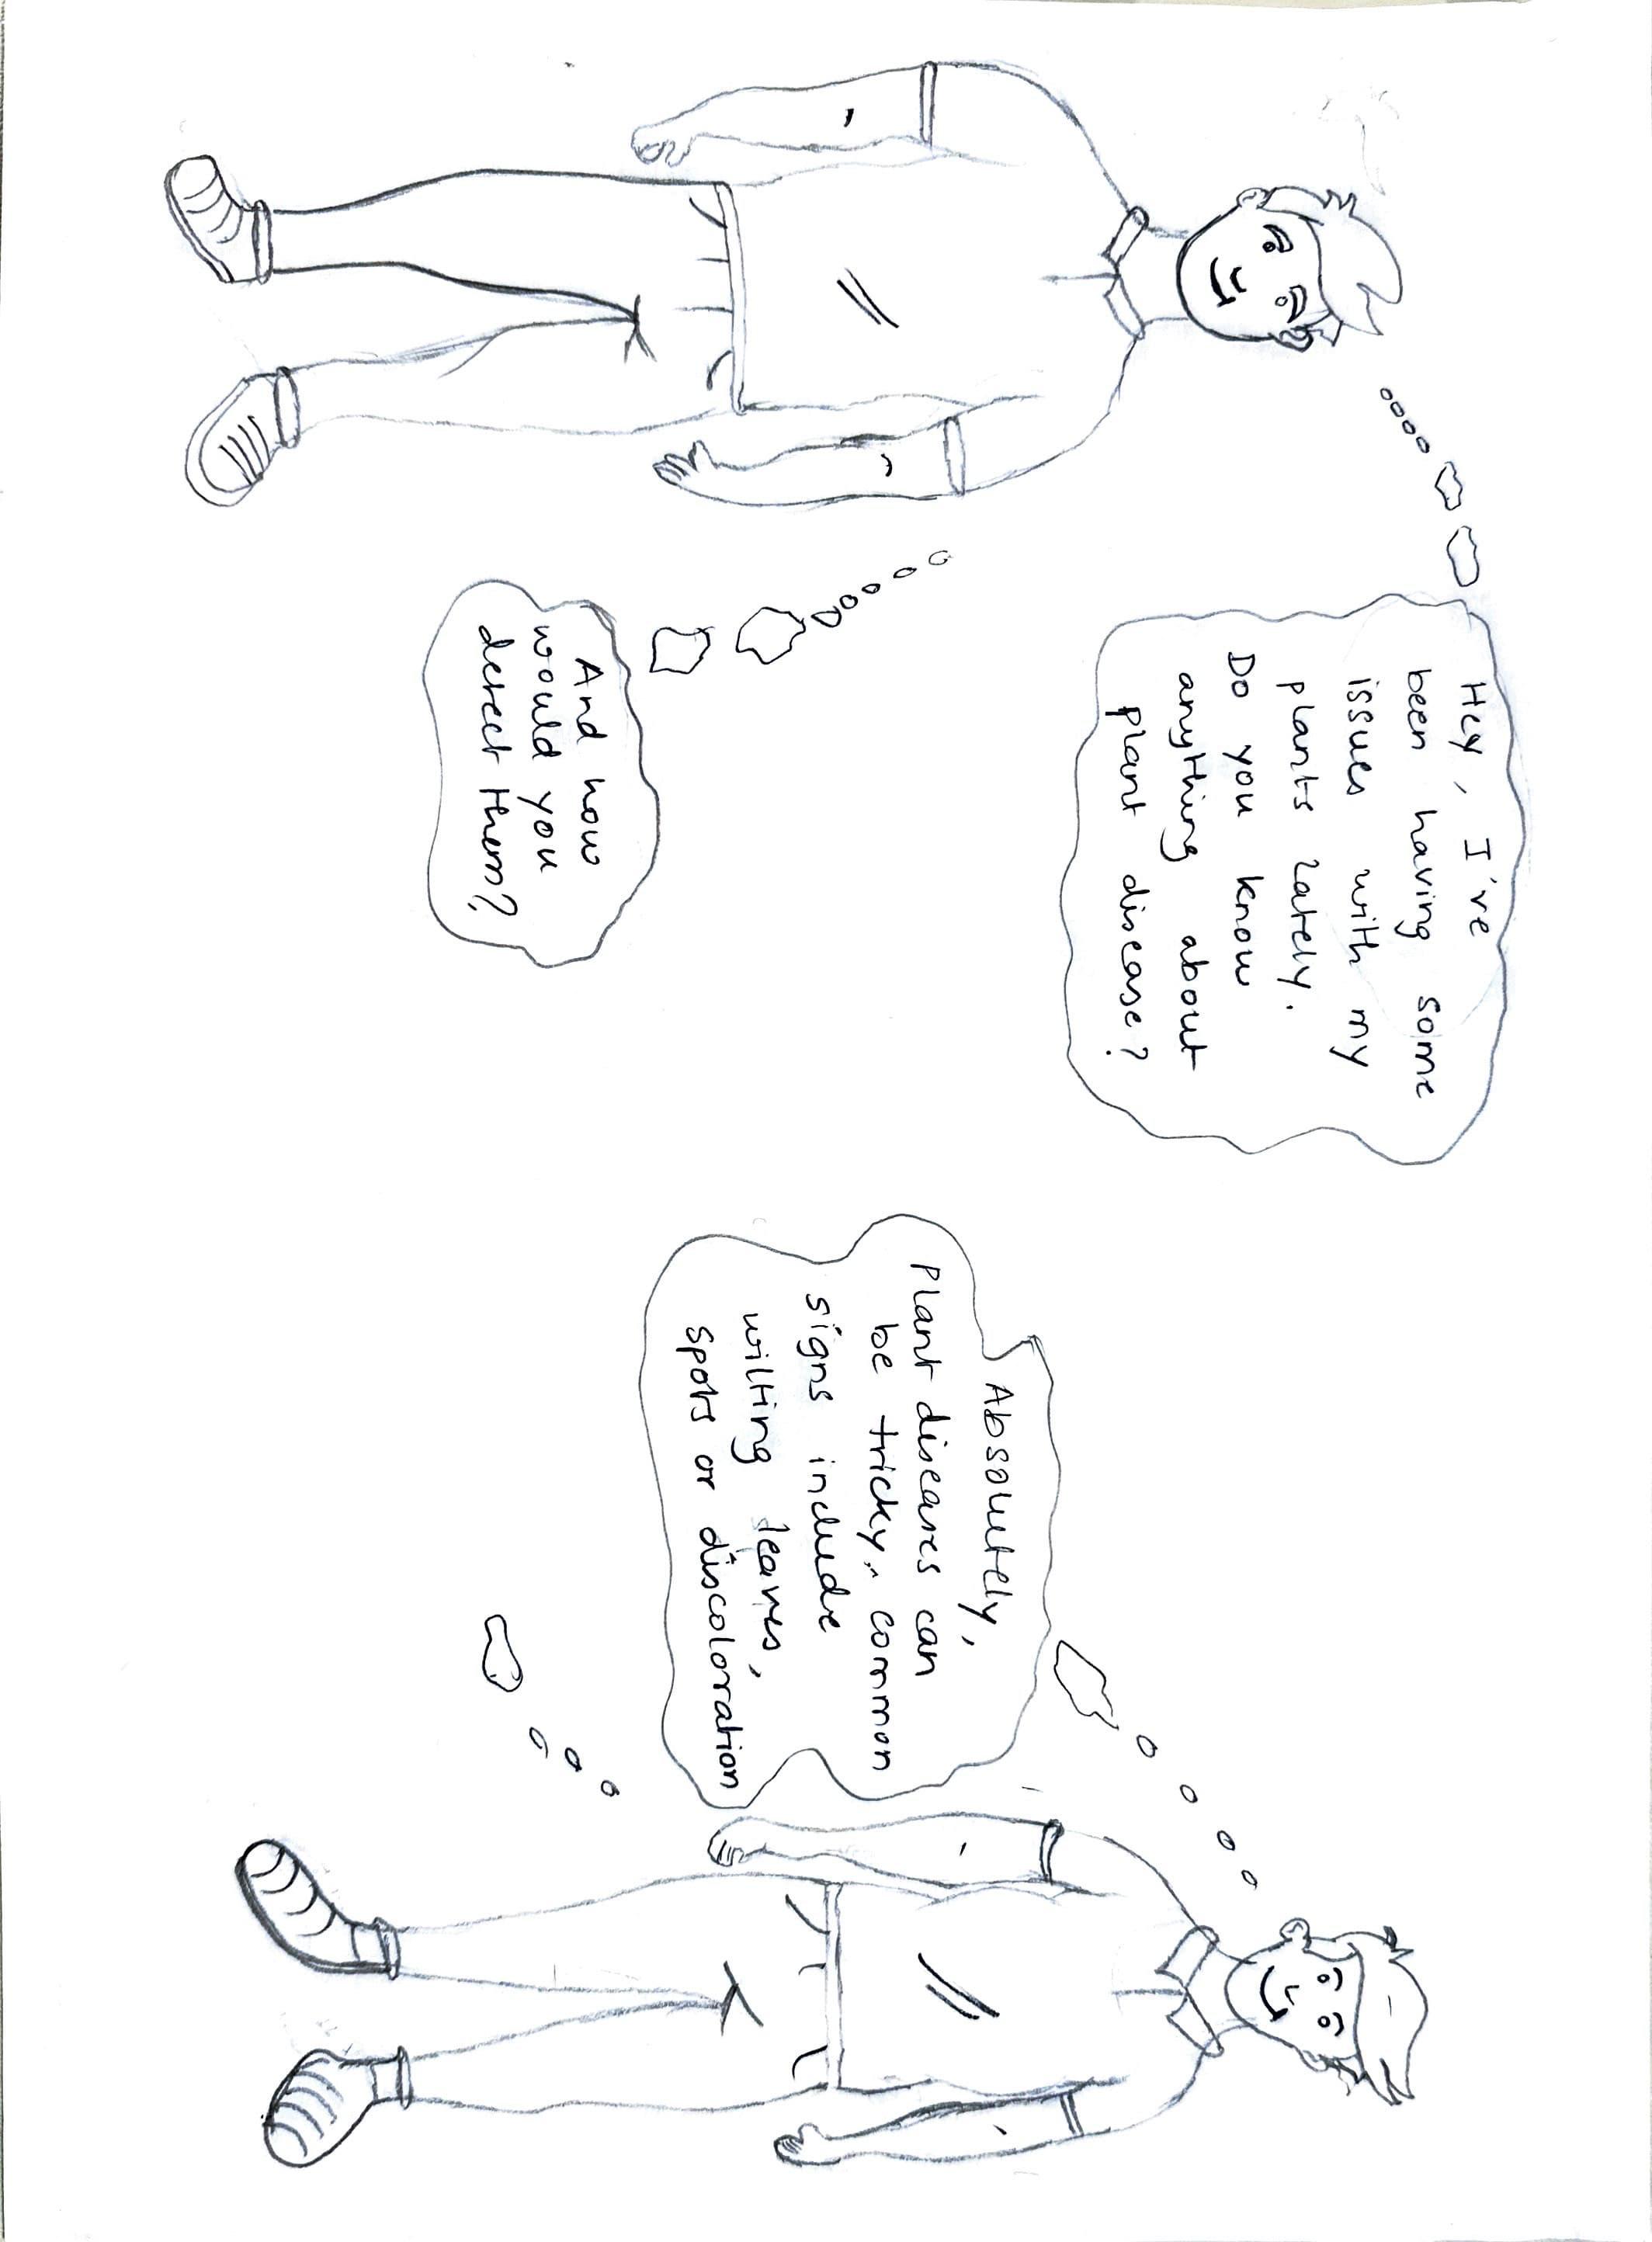 Hey, I've
been having some
issues with my
plants lately.
Do you know
anything about
plant disease?
Absolutely,
Plant diseases can
be tricky. common
signs include
wilting leaves,
spots or discoloration
And how
would you
detect them?